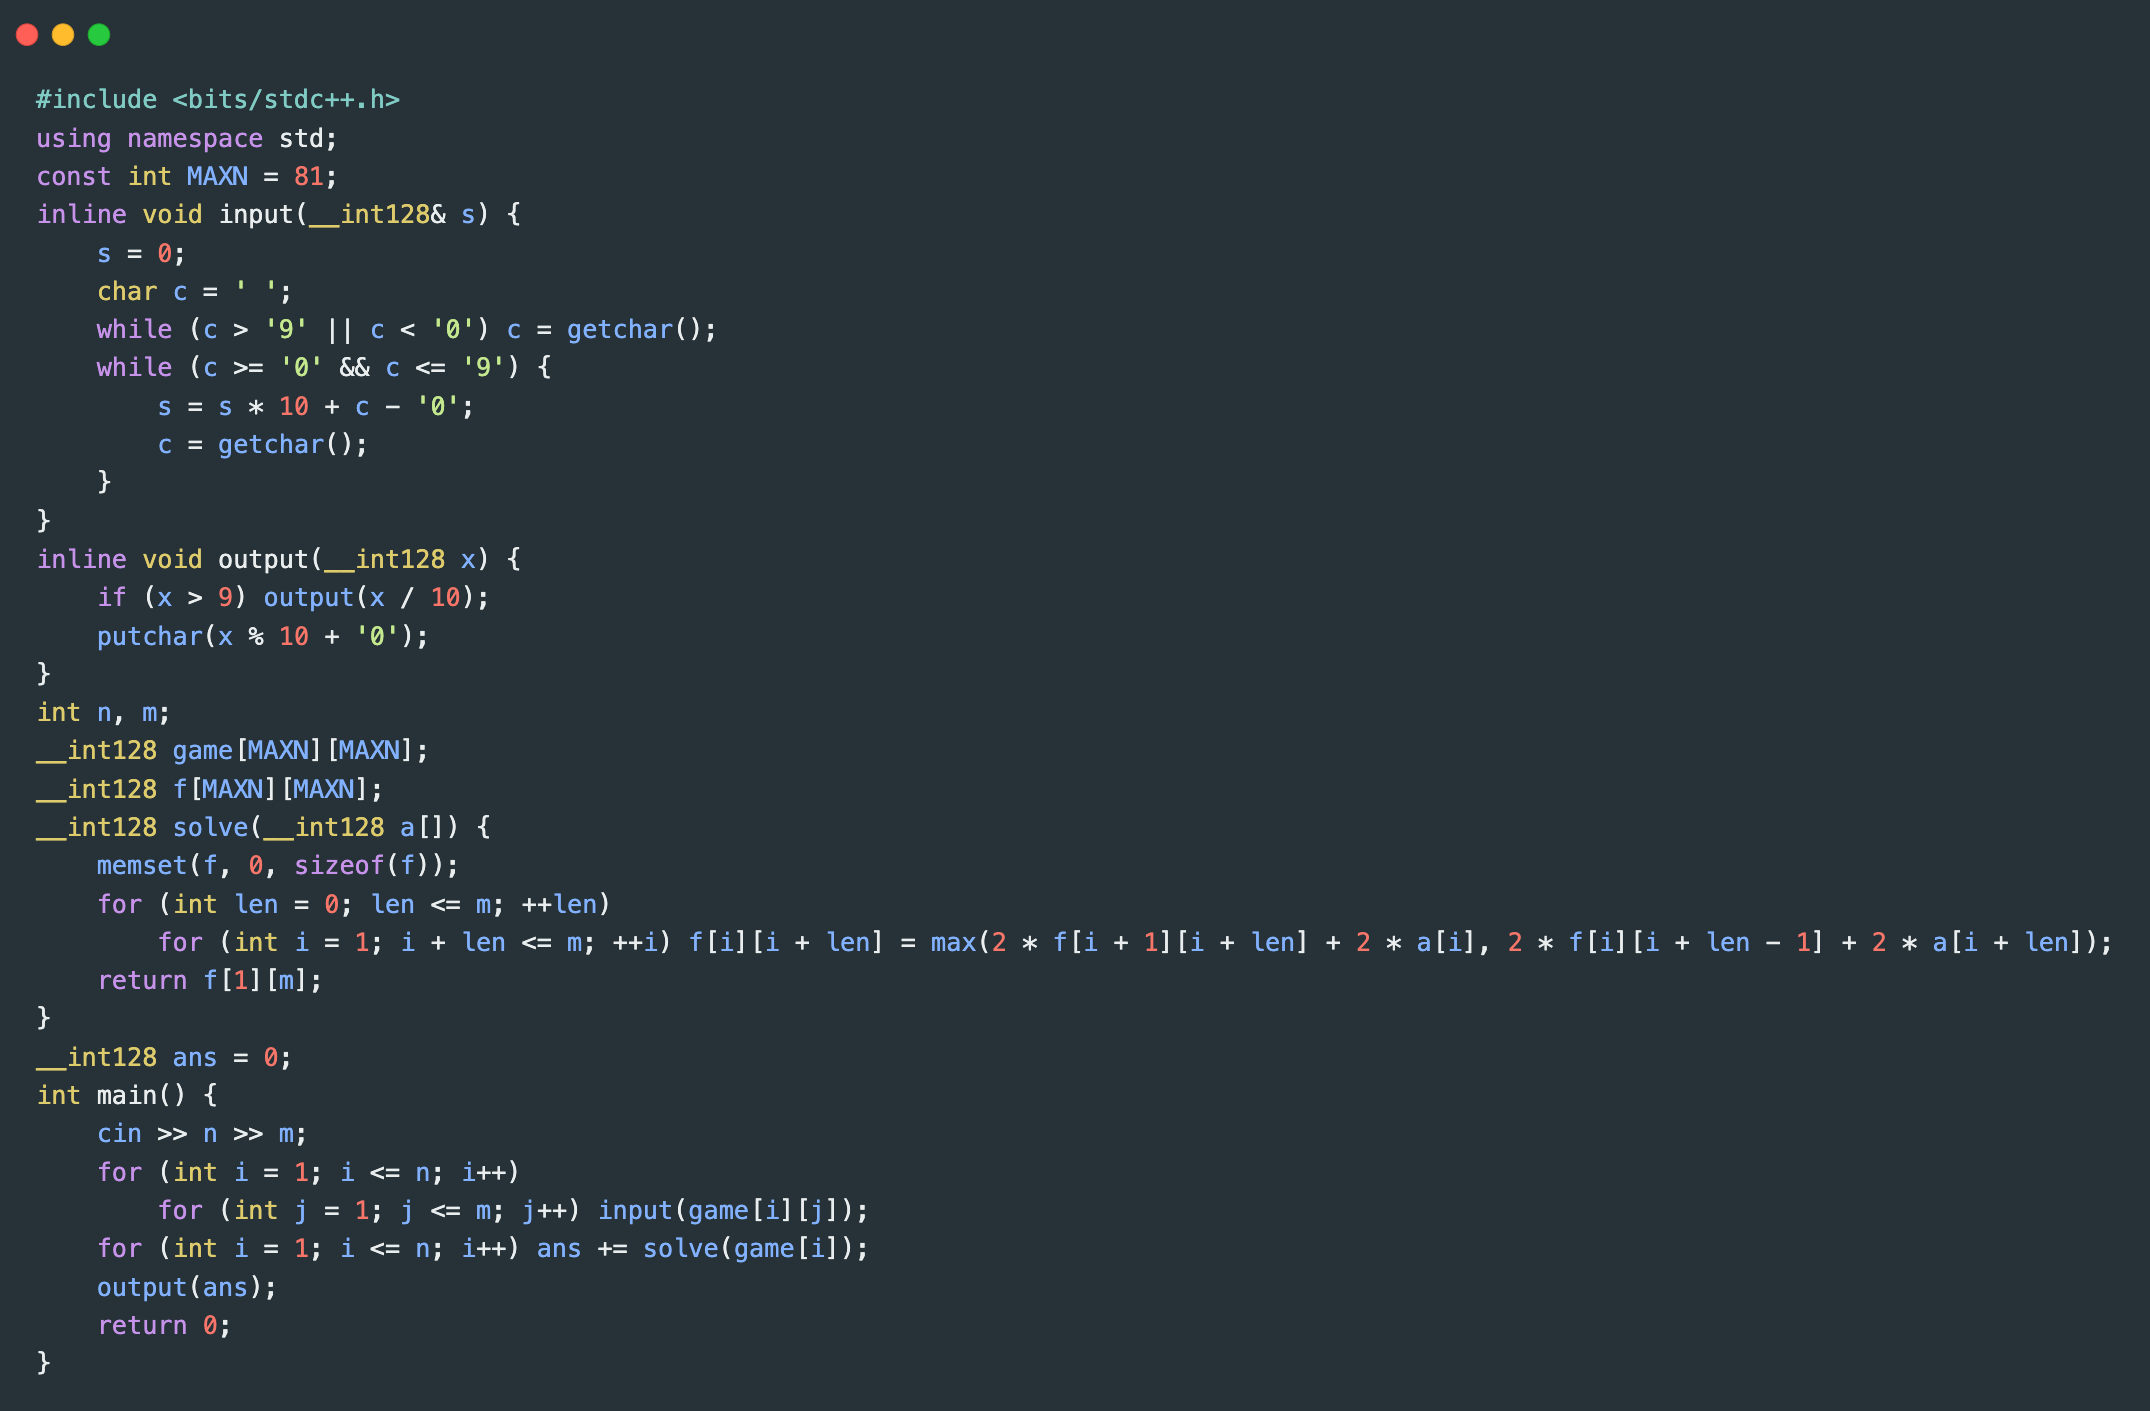 #include <bits/stdc++.h>
using namespace std;
const int MAXN = 81;
inline void input(__int128& s) {
    s = 0;
    char c = ' ';
    while (c > '9' || c < '0') c = getchar();
    while (c >= '0' && c <= '9') {
        s = s * 10 + c - '0';
        c = getchar();
    }
}
inline void output(__int128 x) {
    if (x > 9) output(x / 10);
    putchar(x % 10 + '0');
}
int n, m;
__int128 game[MAXN][MAXN];
__int128 f[MAXN][MAXN];
__int128 solve(__int128 a[]) {
    memset(f, 0, sizeof(f));
    for (int len = 0; len <= m; ++len)
        for (int i = 1; i + len <= m; ++i) f[i][i + len] = max(2 * f[i + 1][i + len] + 2 * a[i], 2 * f[i][i + len - 1] + 2 * a[i + len]);
    return f[1][m];
}
__int128 ans = 0;
int main() {
    cin >> n >> m;
    for (int i = 1; i <= n; i++)
        for (int j = 1; j <= m; j++) input(game[i][j]);
    for (int i = 1; i <= n; i++) ans += solve(game[i]);
    output(ans);
    return 0;
}